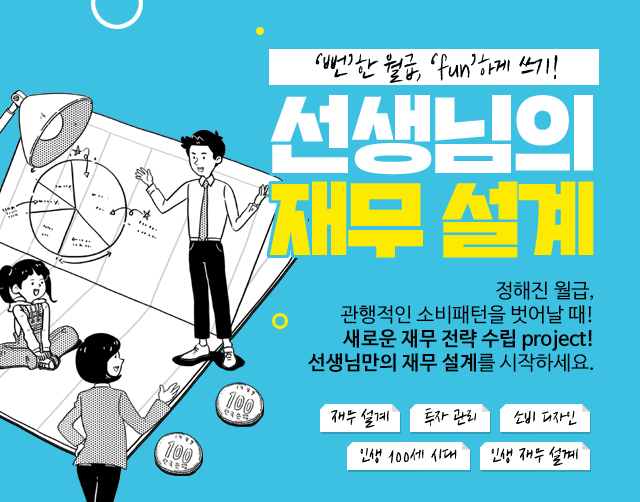 '뻔'한 월급, 'fun'하게 쓰기!
선생님의
재무 설계
정해진 월급,
관행적인 소비패턴을 벗어날 때!
새로운 재무 전략 수립 project!
선생님만의 재무 설계를 시작하세요.
재무 설계 투자 관리 소비 디자인
인생 100세 시대 인생 재무 설계
100
한국은행
100
한국은행